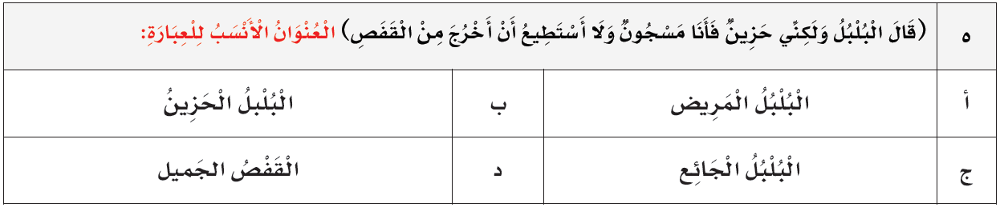 ٥ (قَالَ الْبُلْبُلُ وَلَكِنِّي حَزِينٌ فَأَنَا مَسْجُونٌ وَلَا أَسْتَطِيعُ أَنْ أَخْرُجَ مِنْ الْقَفَصِ) الْعُنْوَانُ الْأَنْسَبُ لِلْعِبَارَةِ:
أ الْبُلْبُلُ الْمَرِيض ب الْبُلْبلُ الْحَزِينُ
ج الْبُلْبُلُ الْجَائِع د الْقَفْصُ الجَميل